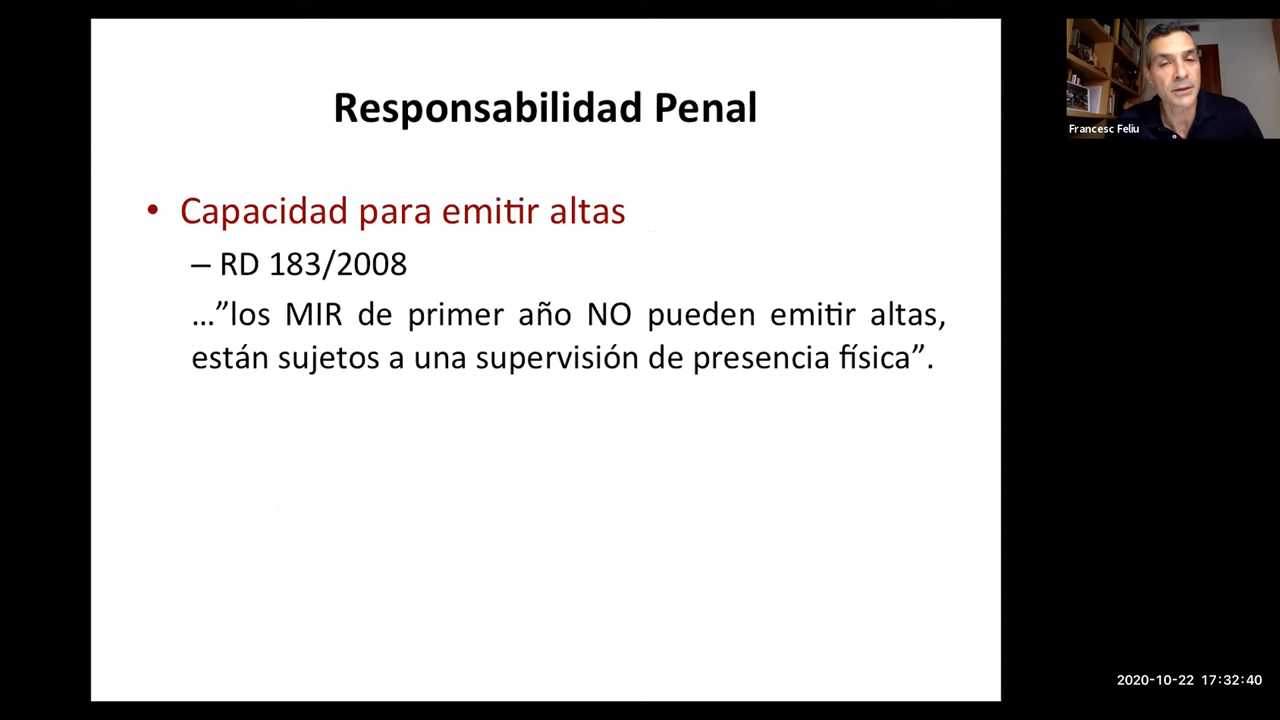 Responsabilidad Penal
• Capacidad para emitir altas
– RD 183/2008
…”los MIR de primer año NO pueden emitir altas,
están sujetos a una supervisión de presencia física”.
Francesc Feliu
2020-10-22 17:32:40